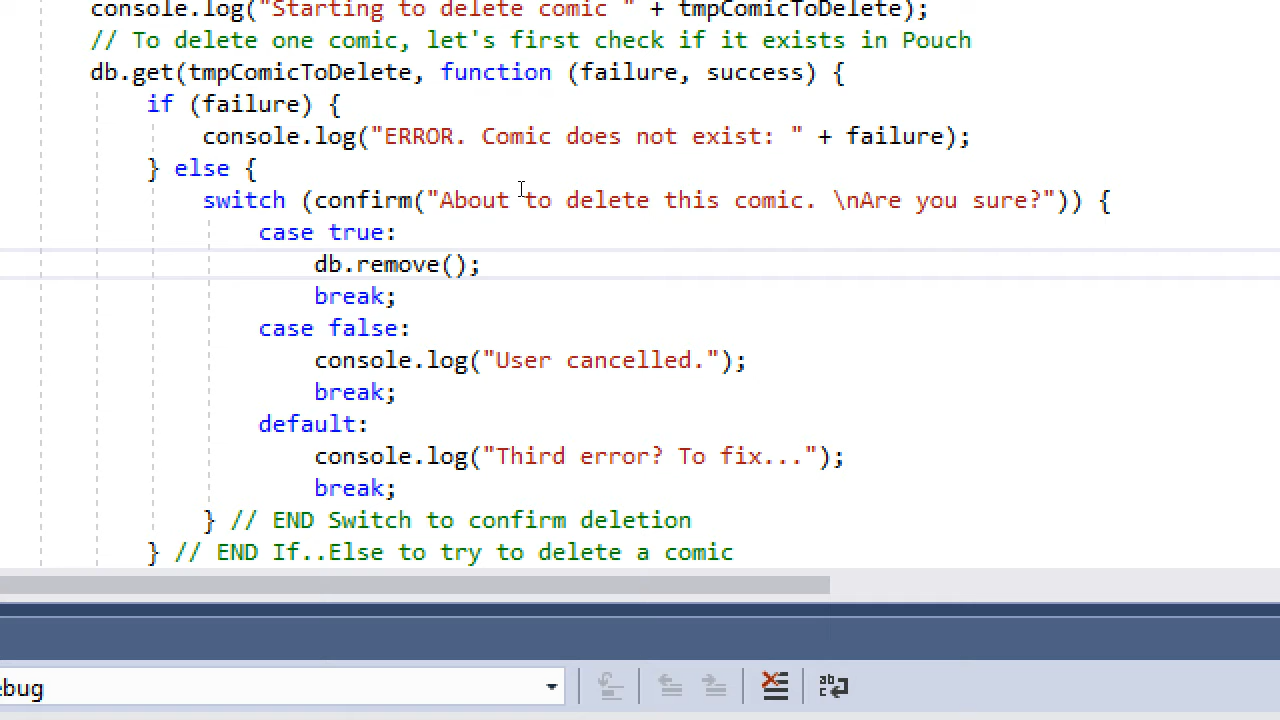 console.log("Starting to delete comic " + tmpComicToDelete);
// To delete one comic, let's first check if it exists in Pouch
db.get(tmpComicToDelete, function (failure, success) {
if (failure) {
console.log("ERROR. Comic does not exist: " + failure);
} else {
switch (confirm("About to delete this comic. \nAre you sure?")) {
case true:
db.remove();
break;
case false:
console.log("User cancelled.");
break;
default:
console.log("Third error? To fix...");
break;
} // END Switch to confirm deletion
} // END If..Else to try to delete a comic
ebug